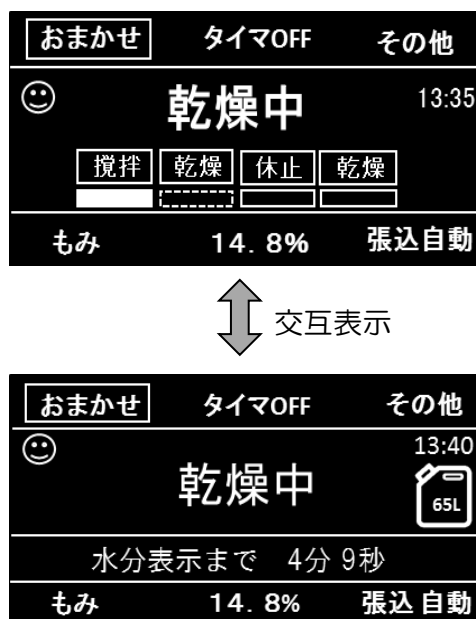 おまかせ タイマOFF その他
乾燥中 13:35
撹拌 乾燥 休止 乾燥
もみ 14.8% 張込自動
交互表示
おまかせ タイマOFF その他
13:40
乾燥中
65L
水分表示まで 4分9秒
もみ 14.8% 張込自動